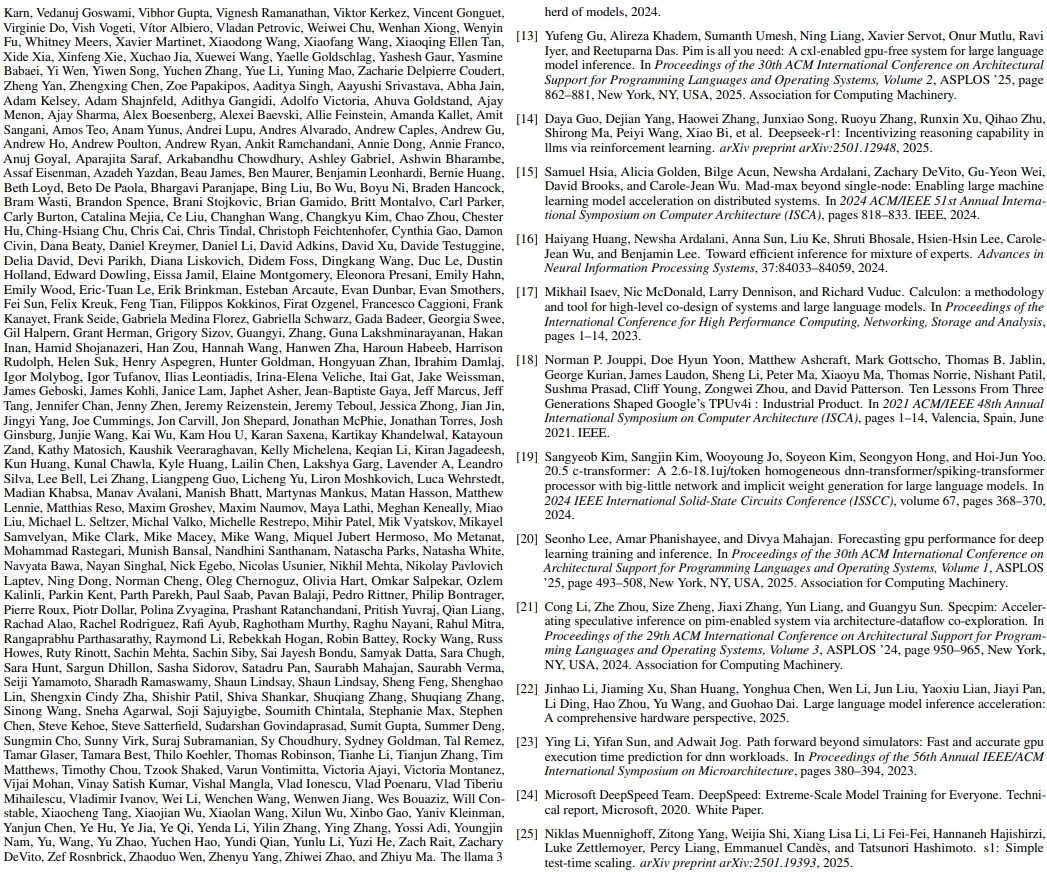 Karn, Vedanuj Goswami, Vibhor Gupta, Vignesh Ramanathan, Viktor Kerkez, Vincent Gonguet,
Virginie Do, Vish Vogeti, Vítor Albiero, Vladan Petrovic, Weiwei Chu, Wenhan Xiong, Wenyin
Fu, Whitney Meers, Xavier Martinet, Xiaodong Wang, Xiaofang Wang, Xiaoqing Ellen Tan,
Xide Xia, Xinfeng Xie, Xuchao Jia, Xuewei Wang, Yaelle Goldschlag, Yashesh Gaur, Yasmine
Babaei, Yi Wen, Yiwen Song, Yuchen Zhang, Yue Li, Yuning Mao, Zacharie Delpierre Coudert,
Zheng Yan, Zhengxing Chen, Zoe Papakipos, Aaditya Singh, Aayushi Srivastava, Abha Jain,
Adam Kelsey, Adam Shajnfeld, Adithya Gangidi, Adolfo Victoria, Ahuva Goldstand, Ajay
Menon, Ajay Sharma, Alex Boesenberg, Alexei Baevski, Allie Feinstein, Amanda Kallet, Amit
Sangani, Amos Teo, Anam Yunus, Andrei Lupu, Andres Alvarado, Andrew Caples, Andrew Gu,
Andrew Ho, Andrew Poulton, Andrew Ryan, Ankit Ramchandani, Annie Dong, Annie Franco,
Anuj Goyal, Aparajita Saraf, Arkabandhu Chowdhury, Ashley Gabriel, Ashwin Bharambe,
Assaf Eisenman, Azadeh Yazdan, Beau James, Ben Maurer, Benjamin Leonhardi, Bernie Huang,
Beth Loyd, Beto De Paola, Bhargavi Paranjape, Bing Liu, Bo Wu, Boyu Ni, Braden Hancock,
Bram Wasti, Brandon Spence, Brani Stojkovic, Brian Gamido, Britt Montalvo, Carl Parker,
Carly Burton, Catalina Mejia, Ce Liu, Changhan Wang, Changkyu Kim, Chao Zhou, Chester
Hu, Ching-Hsiang Chu, Chris Cai, Chris Tindal, Christoph Feichtenhofer, Cynthia Gao, Damon
Civin, Dana Beaty, Daniel Kreymer, Daniel Li, David Adkins, David Xu, Davide Testuggine,
Delia David, Devi Parikh, Diana Liskovich, Didem Foss, Dingkang Wang, Duc Le, Dustin
Holland, Edward Dowling, Eissa Jamil, Elaine Montgomery, Eleonora Presani, Emily Hahn,
Emily Wood, Eric-Tuan Le, Erik Brinkman, Esteban Arcaute, Evan Dunbar, Evan Smothers,
Fei Sun, Felix Kreuk, Feng Tian, Filippos Kokkinos, Firat Ozgenel, Francesco Caggioni, Frank
Kanayet, Frank Seide, Gabriela Medina Florez, Gabriella Schwarz, Gada Badeer, Georgia Swee,
Gil Halpern, Grant Herman, Grigory Sizov, Guangyi, Zhang, Guna Lakshminarayanan, Hakan
Inan, Hamid Shojanazeri, Han Zou, Hannah Wang, Hanwen Zha, Haroun Habeeb, Harrison
Rudolph, Helen Suk, Henry Aspegren, Hunter Goldman, Hongyuan Zhan, Ibrahim Damlaj,
Igor Molybog, Igor Tufanov, Ilias Leontiadis, Irina-Elena Veliche, Itai Gat, Jake Weissman,
James Geboski, James Kohli, Janice Lam, Japhet Asher, Jean-Baptiste Gaya, Jeff Marcus, Jeff
Tang, Jennifer Chan, Jenny Zhen, Jeremy Reizenstein, Jeremy Teboul, Jessica Zhong, Jian Jin,
Jingyi Yang, Joe Cummings, Jon Carvill, Jon Shepard, Jonathan McPhie, Jonathan Torres, Josh
Ginsburg, Junjie Wang, Kai Wu, Kam Hou U, Karan Saxena, Kartikay Khandelwal, Katayoun
Zand, Kathy Matosich, Kaushik Veeraraghavan, Kelly Michelena, Keqian Li, Kiran Jagadeesh,
Kun Huang, Kunal Chawla, Kyle Huang, Lailin Chen, Lakshya Garg, Lavender A, Leandro
Silva, Lee Bell, Lei Zhang, Liangpeng Guo, Licheng Yu, Liron Moshkovich, Luca Wehrstedt,
Madian Khabsa, Manav Avalani, Manish Bhatt, Martynas Mankus, Matan Hasson, Matthew
Lennie, Matthias Reso, Maxim Groshev, Maxim Naumov, Maya Lathi, Meghan Keneally, Miao
Liu, Michael L. Seltzer, Michal Valko, Michelle Restrepo, Mihir Patel, Mik Vyatskov, Mikayel
Samvelyan, Mike Clark, Mike Macey, Mike Wang, Miquel Jubert Hermoso, Mo Metanat,
Mohammad Rastegari, Munish Bansal, Nandhini Santhanam, Natascha Parks, Natasha White,
Navyata Bawa, Nayan Singhal, Nick Egebo, Nicolas Usunier, Nikhil Mehta, Nikolay Pavlovich
Laptev, Ning Dong, Norman Cheng, Oleg Chernoguz, Olivia Hart, Omkar Salpekar, Ozlem
Kalinli, Parkin Kent, Parth Parekh, Paul Saab, Pavan Balaji, Pedro Rittner, Philip Bontrager,
Pierre Roux, Piotr Dollar, Polina Zvyagina, Prashant Ratanchandani, Pritish Yuvraj, Qian Liang,
Rachad Alao, Rachel Rodriguez, Rafi Ayub, Raghotham Murthy, Raghu Nayani, Rahul Mitra,
Rangaprabhu Parthasarathy, Raymond Li, Rebekkah Hogan, Robin Battey, Rocky Wang, Russ
Howes, Ruty Rinott, Sachin Mehta, Sachin Siby, Sai Jayesh Bondu, Samyak Datta, Sara Chugh,
Sara Hunt, Sargun Dhillon, Sasha Sidorov, Satadru Pan, Saurabh Mahajan, Saurabh Verma,
Seiji Yamamoto, Sharadh Ramaswamy, Shaun Lindsay, Shaun Lindsay, Sheng Feng, Shenghao
Lin, Shengxin Cindy Zha, Shishir Patil, Shiva Shankar, Shuqiang Zhang, Shuqiang Zhang,
Sinong Wang, Sneha Agarwal, Soji Sajuyigbe, Soumith Chintala, Stephanie Max, Stephen
Chen, Steve Kehoe, Steve Satterfield, Sudarshan Govindaprasad, Sumit Gupta, Summer Deng,
Sungmin Cho, Sunny Virk, Suraj Subramanian, Sy Choudhury, Sydney Goldman, Tal Remez,
Tamar Glaser, Tamara Best, Thilo Koehler, Thomas Robinson, Tianhe Li, Tianjun Zhang, Tim
Matthews, Timothy Chou, Tzook Shaked, Varun Vontimitta, Victoria Ajayi, Victoria Montanez,
Vijai Mohan, Vinay Satish Kumar, Vishal Mangla, Vlad Ionescu, Vlad Poenaru, Vlad Tiberiu
Mihailescu, Vladimir Ivanov, Wei Li, Wenchen Wang, Wenwen Jiang, Wes Bouaziz, Will Con-
stable, Xiaocheng Tang, Xiaojian Wu, Xiaolan Wang, Xilun Wu, Xinbo Gao, Yaniv Kleinman,
Yanjun Chen, Ye Hu, Ye Jia, Ye Qi, Yenda Li, Yilin Zhang, Ying Zhang, Yossi Adi, Youngjin
Nam, Yu, Wang, Yu Zhao, Yuchen Hao, Yundi Qian, Yunlu Li, Yuzi He, Zach Rait, Zachary
DeVito, Zef Rosnbrick, Zhaoduo Wen, Zhenyu Yang, Zhiwei Zhao, and Zhiyu Ma. The llama 3
herd of models, 2024.
[13] Yufeng Gu, Alireza Khadem, Sumanth Umesh, Ning Liang, Xavier Servot, Onur Mutlu, Ravi
Iyer, and Reetuparna Das. Pim is all you need: A cxl-enabled gpu-free system for large language
model inference. In Proceedings of the 30th ACM International Conference on Architectural
Support for Programming Languages and Operating Systems, Volume 2, ASPLOS ’25, page
862–881, New York, NY, USA, 2025. Association for Computing Machinery.
[14] Daya Guo, Dejian Yang, Haowei Zhang, Junxiao Song, Ruoyu Zhang, Runxin Xu, Qihao Zhu,
Shirong Ma, Peiyi Wang, Xiao Bi, et al. Deepseek-r1: Incentivizing reasoning capability in
llms via reinforcement learning. arXiv preprint arXiv:2501.12948, 2025.
[15] Samuel Hsia, Alicia Golden, Bilge Acun, Newsha Ardalani, Zachary DeVito, Gu-Yeon Wei,
David Brooks, and Carole-Jean Wu. Mad-max beyond single-node: Enabling large machine
learning model acceleration on distributed systems. In 2024 ACM/IEEE 51st Annual Interna-
tional Symposium on Computer Architecture (ISCA), pages 818–833. IEEE, 2024.
[16] Haiyang Huang, Newsha Ardalani, Anna Sun, Liu Ke, Shruti Bhosale, Hsien-Hsin Lee, Carole-
Jean Wu, and Benjamin Lee. Toward efficient inference for mixture of experts. Advances in
Neural Information Processing Systems, 37:84033–84059, 2024.
[17] Mikhail Isaev, Nic McDonald, Larry Dennison, and Richard Vuduc. Calculon: a methodology
and tool for high-level co-design of systems and large language models. In Proceedings of the
International Conference for High Performance Computing, Networking, Storage and Analysis,
pages 1–14, 2023.
[18] Norman P. Jouppi, Doe Hyun Yoon, Matthew Ashcraft, Mark Gottscho, Thomas B. Jablin,
George Kurian, James Laudon, Sheng Li, Peter Ma, Xiaoyu Ma, Thomas Norrie, Nishant Patil,
Sushma Prasad, Cliff Young, Zongwei Zhou, and David Patterson. Ten Lessons From Three
Generations Shaped Google’s TPUv4i : Industrial Product. In 2021 ACM/IEEE 48th Annual
International Symposium on Computer Architecture (ISCA), pages 1–14, Valencia, Spain, June
2021. IEEE.
[19] Sangyeob Kim, Sangjin Kim, Wooyoung Jo, Soyeon Kim, Seongyong Hong, and Hoi-Jun Yoo.
20.5 c-transformer: A 2.6-18.1uj/token homogeneous dnn-transformer/spiking-transformer
processor with big-little network and implicit weight generation for large language models. In
2024 IEEE International Solid-State Circuits Conference (ISSCC), volume 67, pages 368–370,
2024.
[20] Seonho Lee, Amar Phanishayee, and Divya Mahajan. Forecasting gpu performance for deep
learning training and inference. In Proceedings of the 30th ACM International Conference on
Architectural Support for Programming Languages and Operating Systems, Volume 1, ASPLOS
’25, page 493–508, New York, NY, USA, 2025. Association for Computing Machinery.
[21] Cong Li, Zhe Zhou, Size Zheng, Jiaxi Zhang, Yun Liang, and Guangyu Sun. Specpim: Acceler-
ating speculative inference on pim-enabled system via architecture-dataflow co-exploration. In
Proceedings of the 29th ACM International Conference on Architectural Support for Program-
ming Languages and Operating Systems, Volume 3, ASPLOS ’24, page 950–965, New York,
NY, USA, 2024. Association for Computing Machinery.
[22] Jinhao Li, Jiaming Xu, Shan Huang, Yonghua Chen, Wen Li, Jun Liu, Yaoxiu Lian, Jiayi Pan,
Li Ding, Hao Zhou, Yu Wang, and Guohao Dai. Large language model inference acceleration:
A comprehensive hardware perspective, 2025.
[23] Ying Li, Yifan Sun, and Adwait Jog. Path forward beyond simulators: Fast and accurate gpu
execution time prediction for dnn workloads. In Proceedings of the 56th Annual IEEE/ACM
International Symposium on Microarchitecture, pages 380–394, 2023.
[24] Microsoft DeepSpeed Team. DeepSpeed: Extreme-Scale Model Training for Everyone. Techni-
cal report, Microsoft, 2020. White Paper.
[25] Niklas Muennighoff, Zitong Yang, Weijia Shi, Xiang Lisa Li, Li Fei-Fei, Hannaneh Hajishirzi,
Luke Zettlemoyer, Percy Liang, Emmanuel Candès, and Tatsunori Hashimoto. s1: Simple
test-time scaling. arXiv preprint arXiv:2501.19393, 2025.